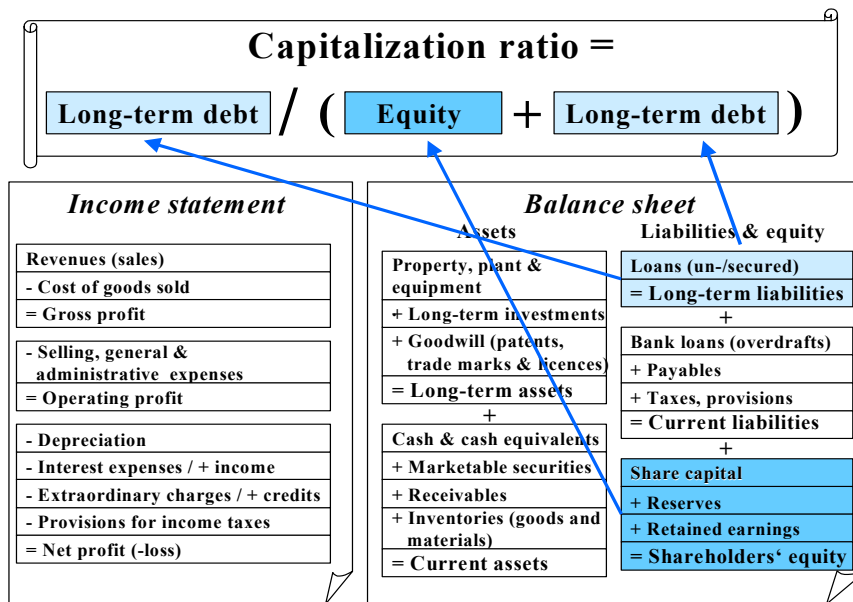 Capitalization ratio =
Long-term debt / ( Equity + Long-term debt )
Income statement
Revenues (sales)
- Cost of goods sold
= Gross profit
- Selling, general &
administrative expenses
= Operating profit
- Depreciation
- Interest expenses / + income
- Extraordinary charges / + credits
- Provisions for income taxes
= Net profit (-loss)
Balance sheet
Assets
Property, plant &
equipment
+ Long-term investments
+ Goodwill (patents,
trade marks & licences)
= Long-term assets
+
Cash & cash equivalents
+ Marketable securities
+ Receivables
+ Inventories (goods and
materials)
= Current assets
Liabilities & equity
Loans (un-/secured)
= Long-term liabilities
+
Bank loans (overdrafts)
+ Payables
+ Taxes, provisions
= Current liabilities
+
Share capital
+ Reserves
+ Retained earnings
= Shareholders‘ equity